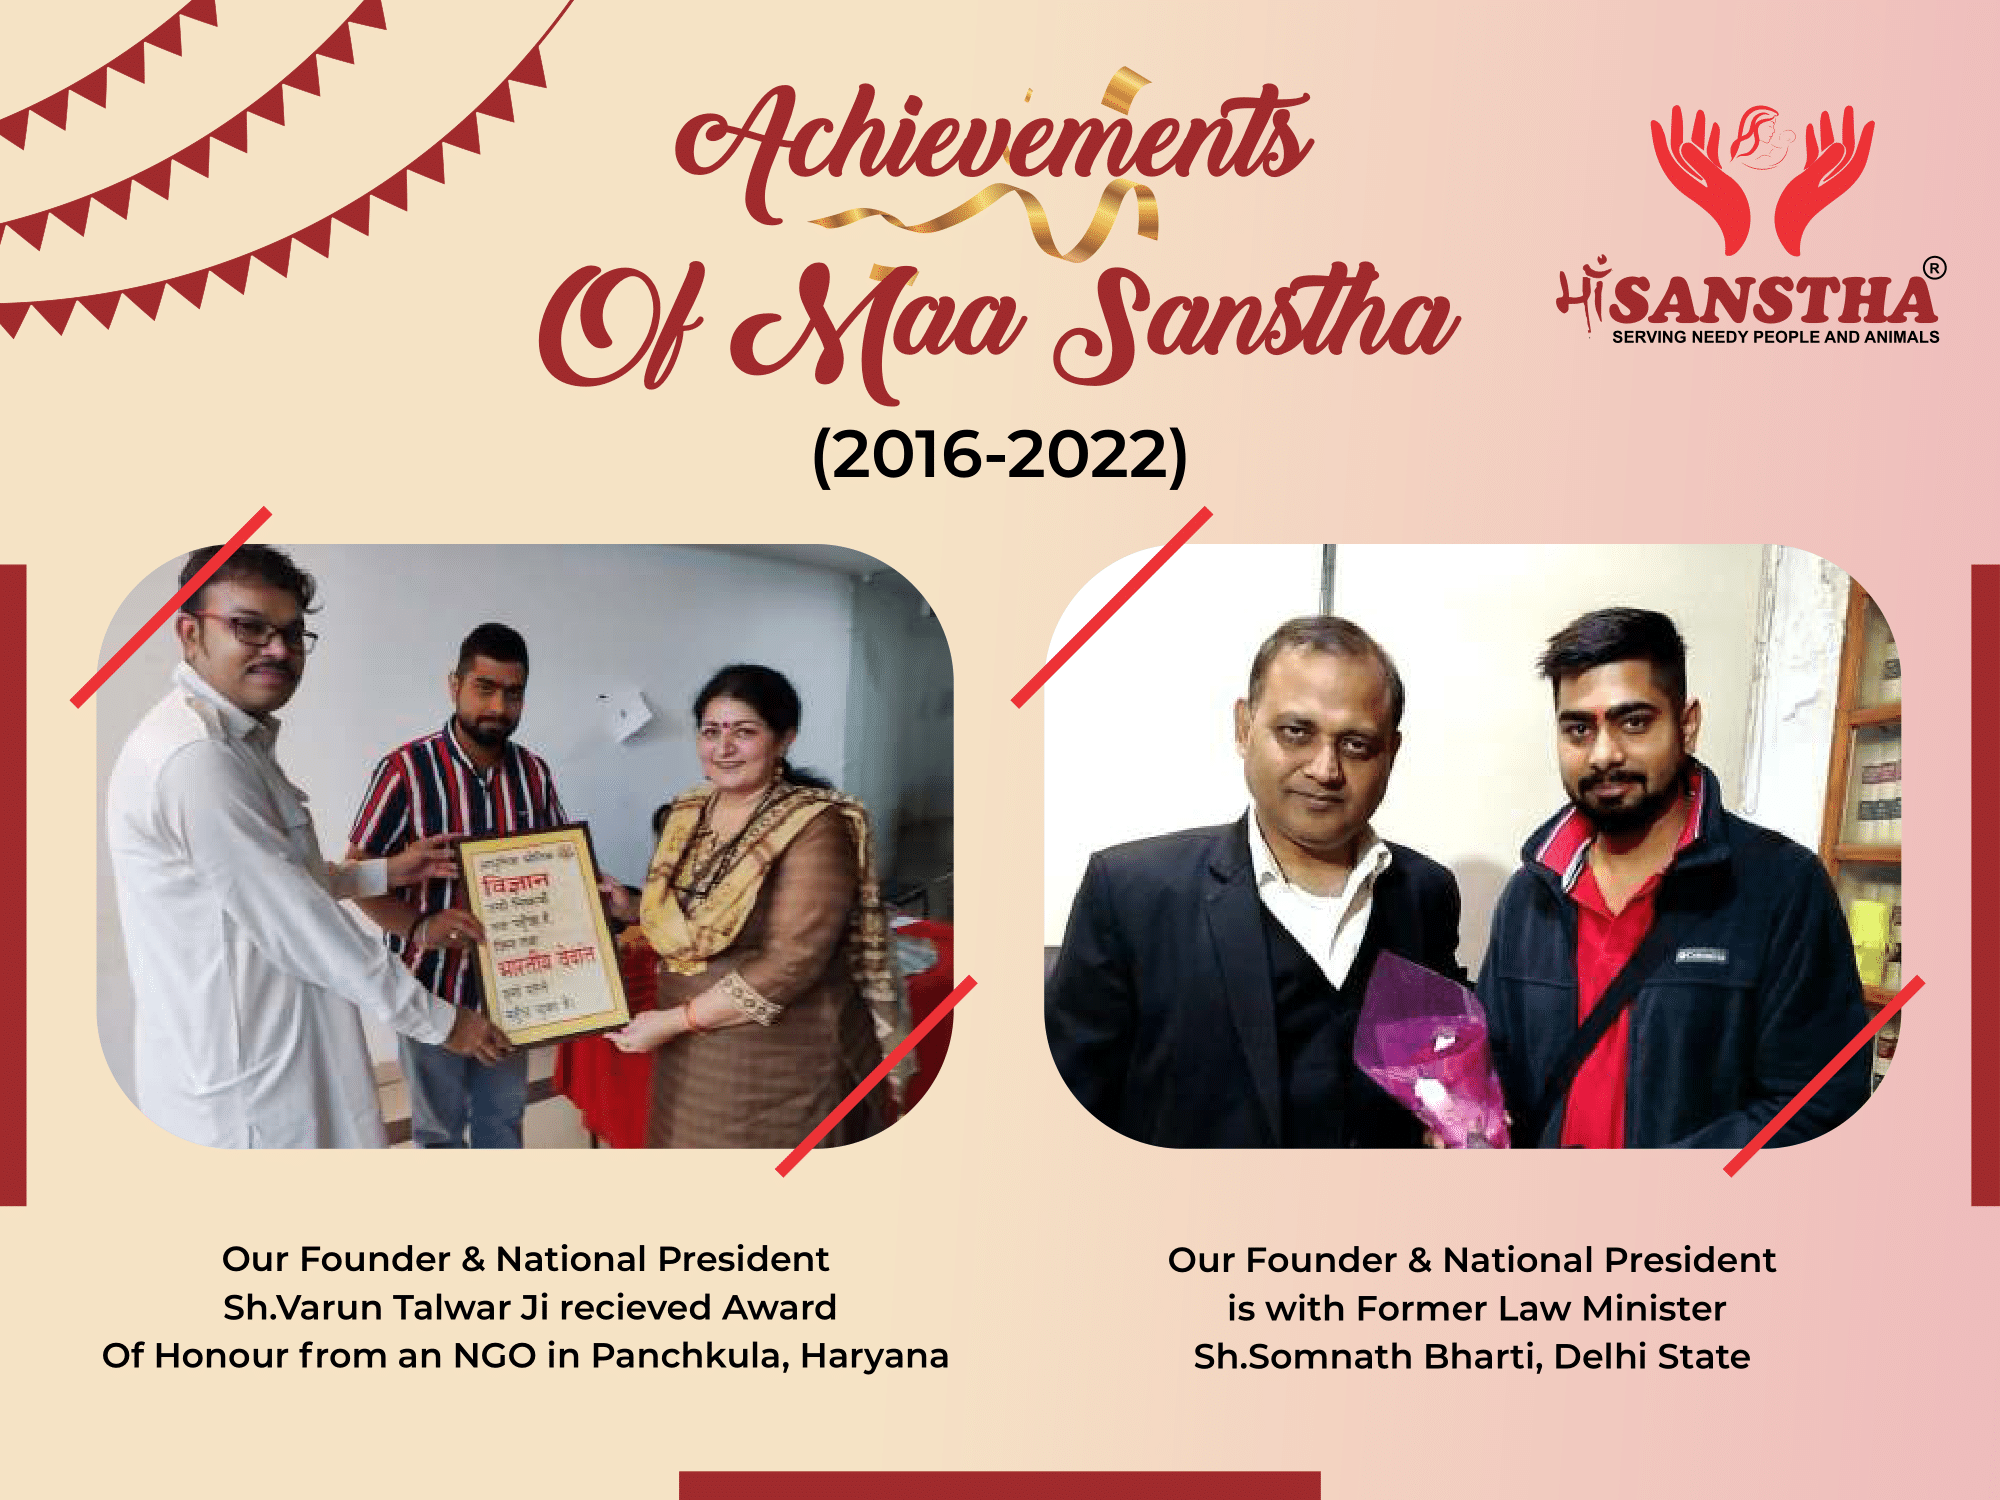 Achievements
Of Maa Sanstha
(2016-2022)
माँSANSTHA®
SERVING NEEDY PEOPLE AND ANIMALS
विज्ञान
भारतीय वेदांत
Columbia
Our Founder & National President
Sh.Varun Talwar Ji recieved Award
Of Honour from an NGO in Panchkula, Haryana
Our Founder & National President
is with Former Law Minister
Sh.Somnath Bharti, Delhi State